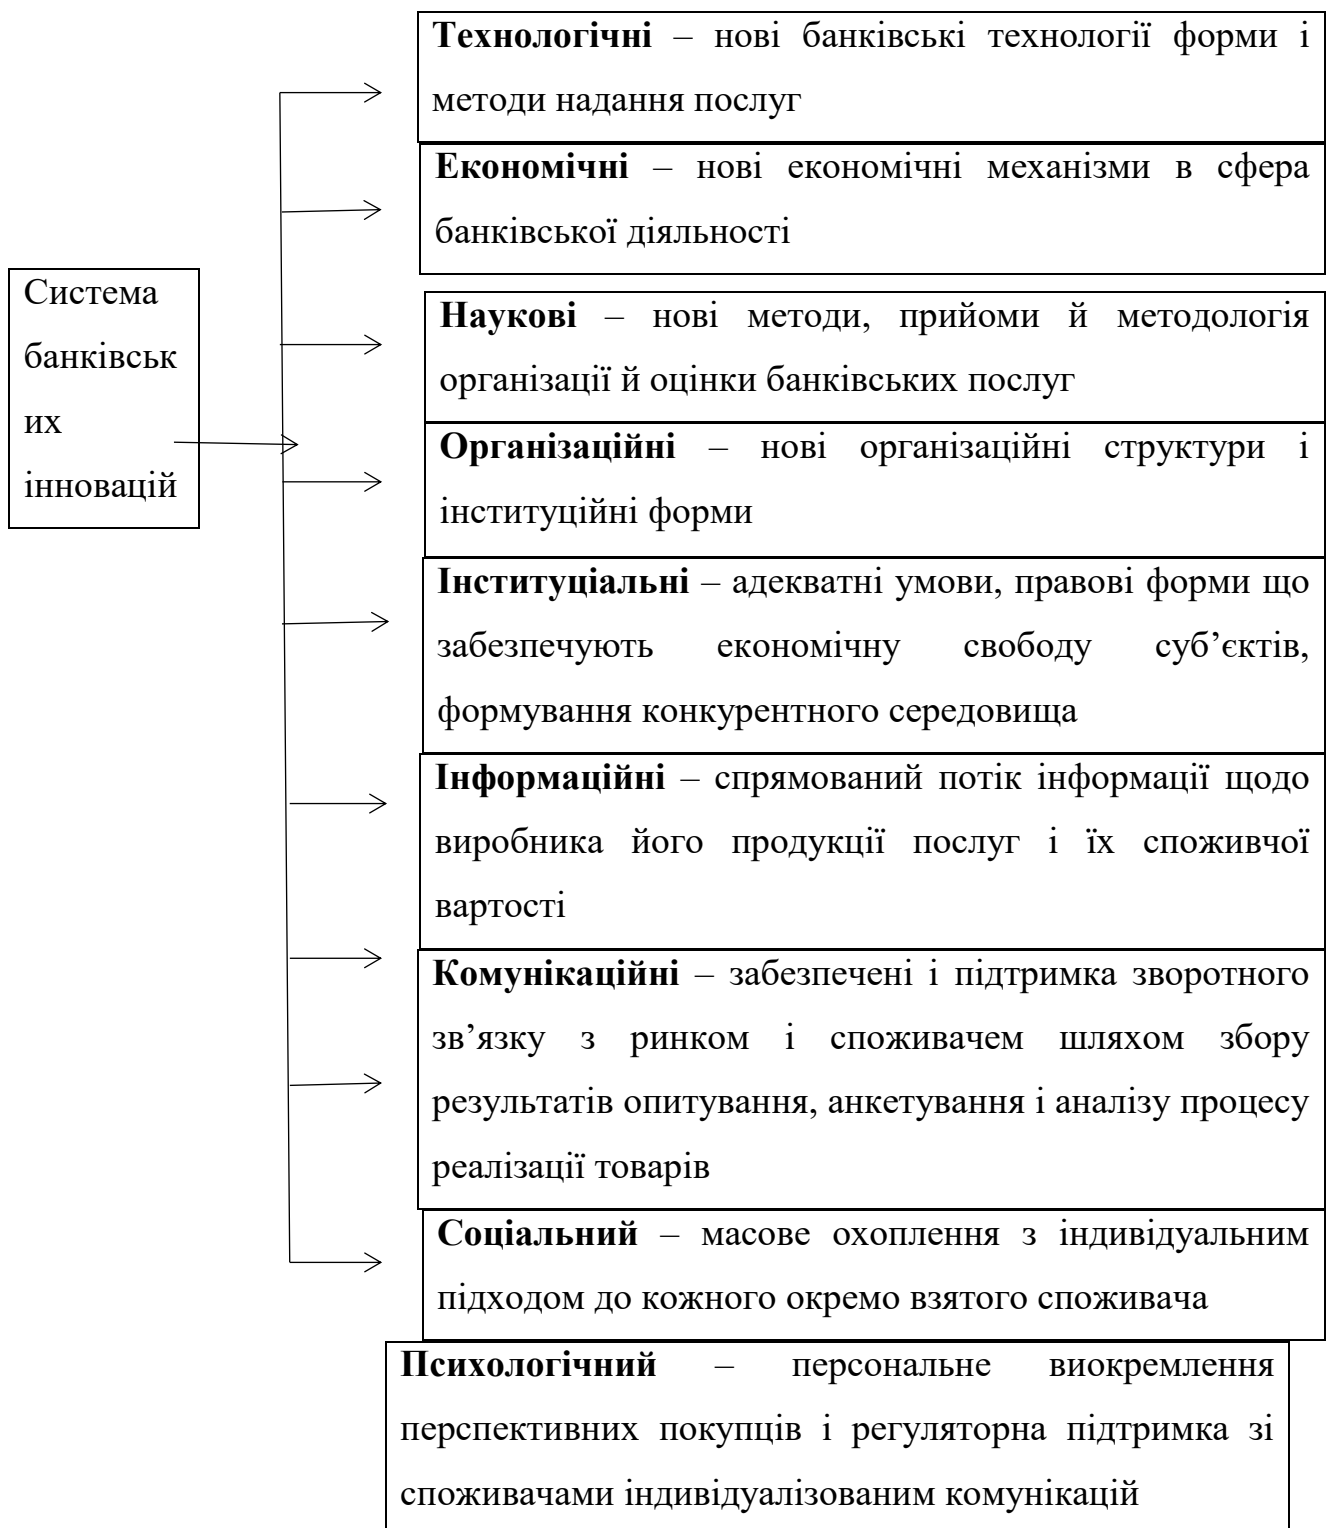 Технологічні – нові банківські технології форми і
методи надання послуг
Економічні – нові економічні механізми в сфера
банківської діяльності
Система
банківськ
их
інновацій
Наукові – нові методи, прийоми й методологія
організації й оцінки банківських послуг
Організаційні – нові організаційні структури і
інституційні форми
Інституціальні – адекватні умови, правові форми що
забезпечують економічну свободу суб’єктів,
формування конкурентного середовища
Інформаційні – спрямований потік інформації щодо
виробника його продукції послуг і їх споживчої
вартості
Комунікаційні – забезпечені і підтримка зворотного
зв’язку з ринком і споживачем шляхом збору
результатів опитування, анкетування і аналізу процесу
реалізації товарів
Соціальний – масове охоплення з індивідуальним
підходом до кожного окремо взятого споживача
Психологічний – персональне виокремлення
перспективних покупців і регуляторна підтримка зі
споживачами індивідуалізованим комунікацій